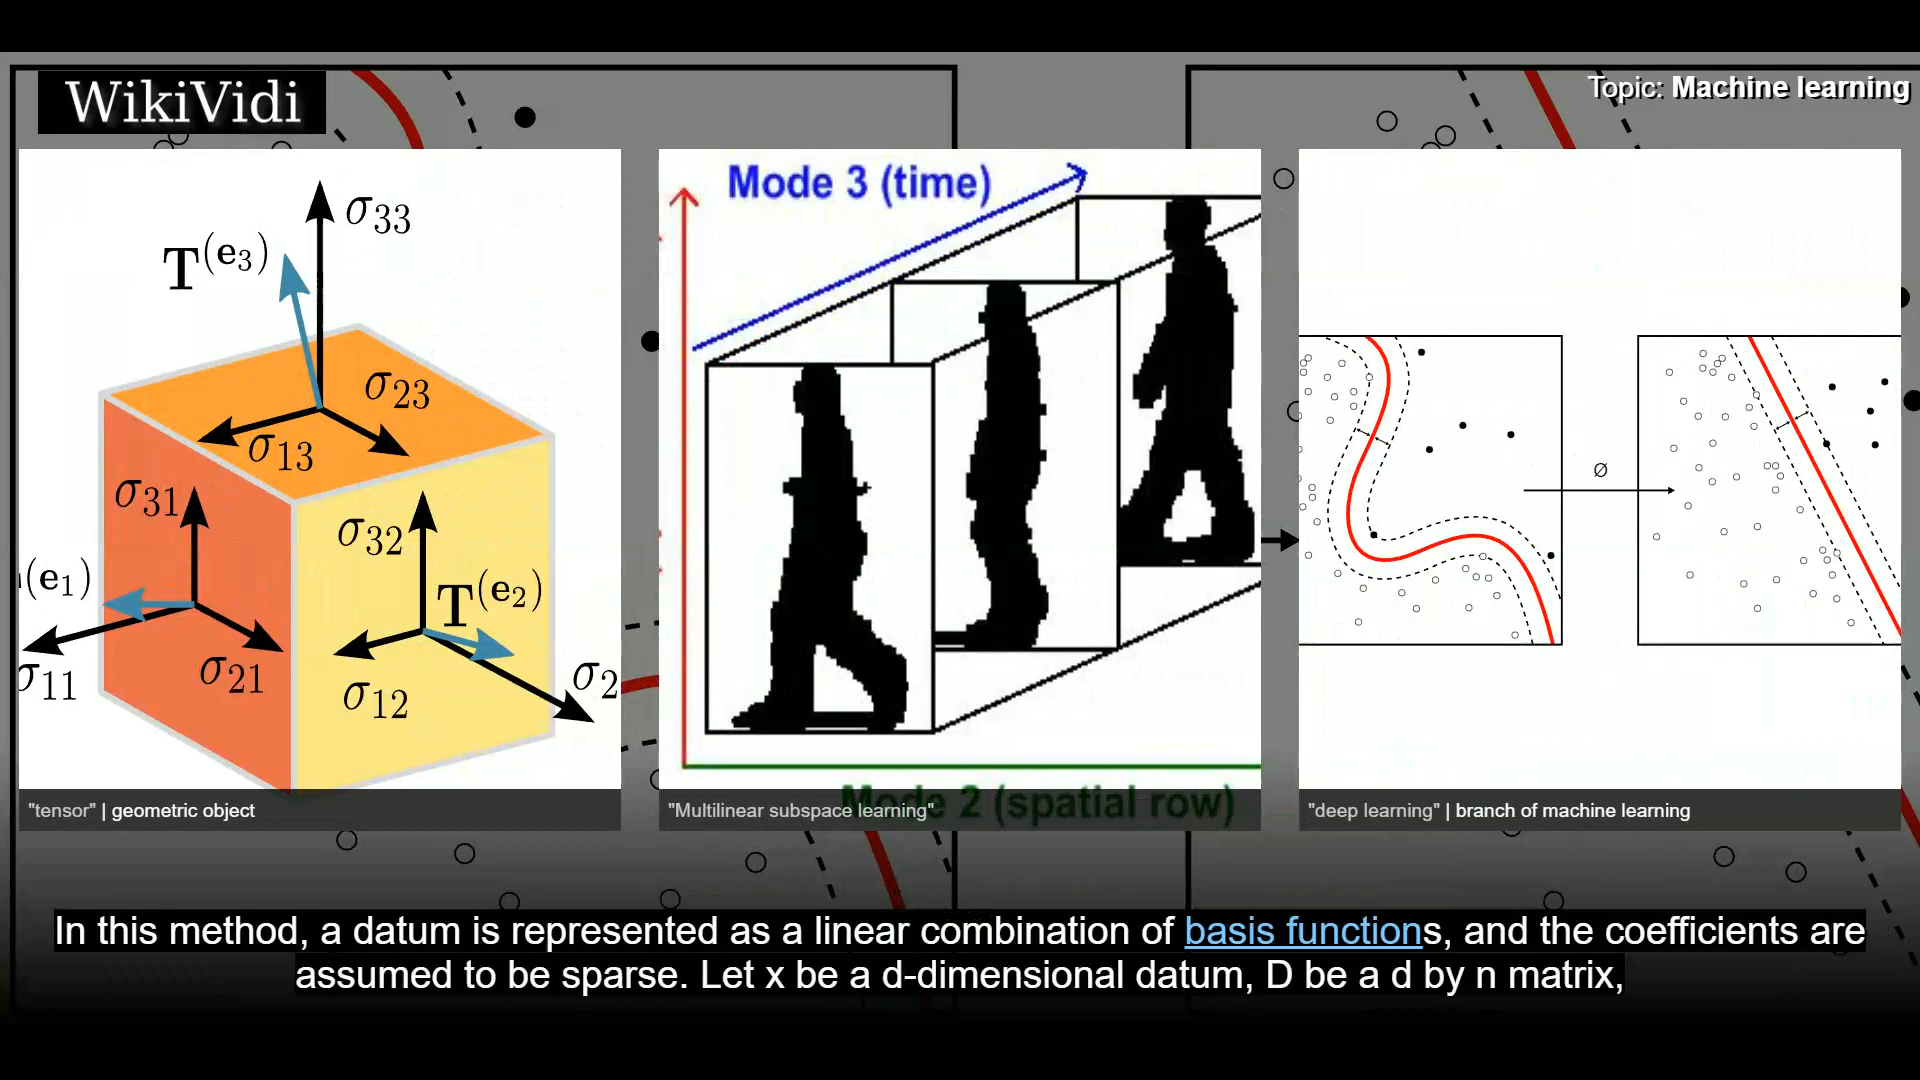 WikiVidi
Topic: Machine learning
σ33
T(e3)
σ23
σ13
σ31
σ32
(e1)
T(e2)
σ11
σ21
σ12
σ2
Mode 3 (time)
Mode 2 (spatial row)
Ø
"tensor" | geometric object
"Multilinear subspace learning"
"deep learning" | branch of machine learning
In this method, a datum is represented as a linear combination of basis functions, and the coefficients are
assumed to be sparse. Let x be a d-dimensional datum, D be a d by n matrix,